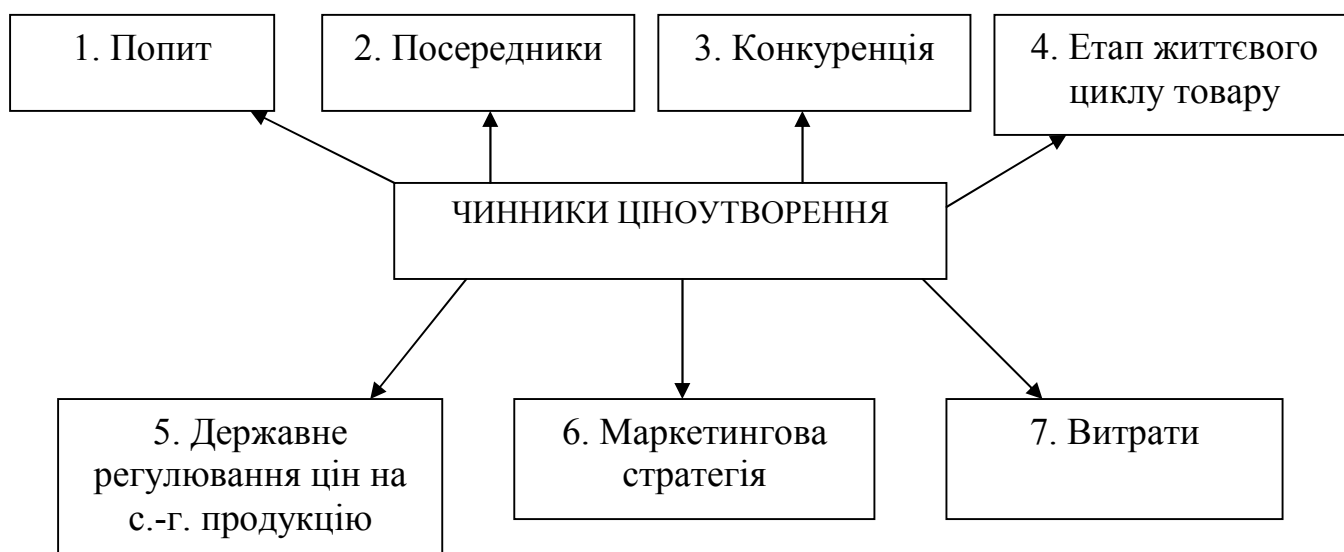 1. Попит
2. Посередники
3. Конкуренція
4. Етап життєвого
циклу товару
ЧИННИКИ ЦІНОУТВОРЕННЯ
5. Державне
регулювання цін на
с.-г. продукцію
6. Маркетингова
стратегія
7. Витрати